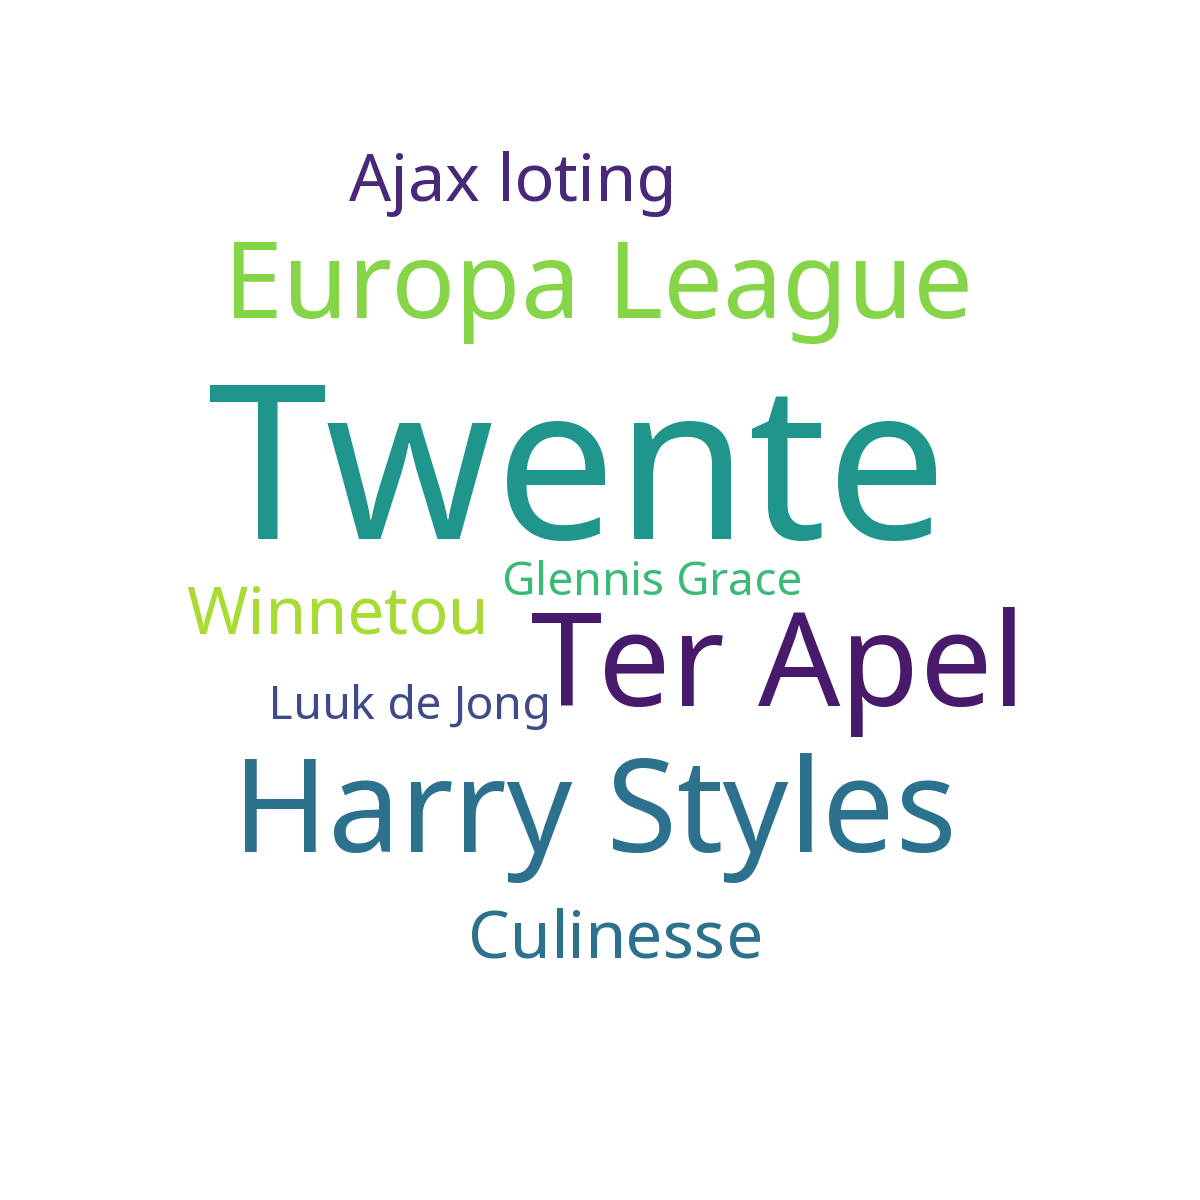 Ajax loting
Europa League
Twente
Glennis Grace
Winnetou
Ter Apel
Luuk de Jong
Harry Styles
Culinesse